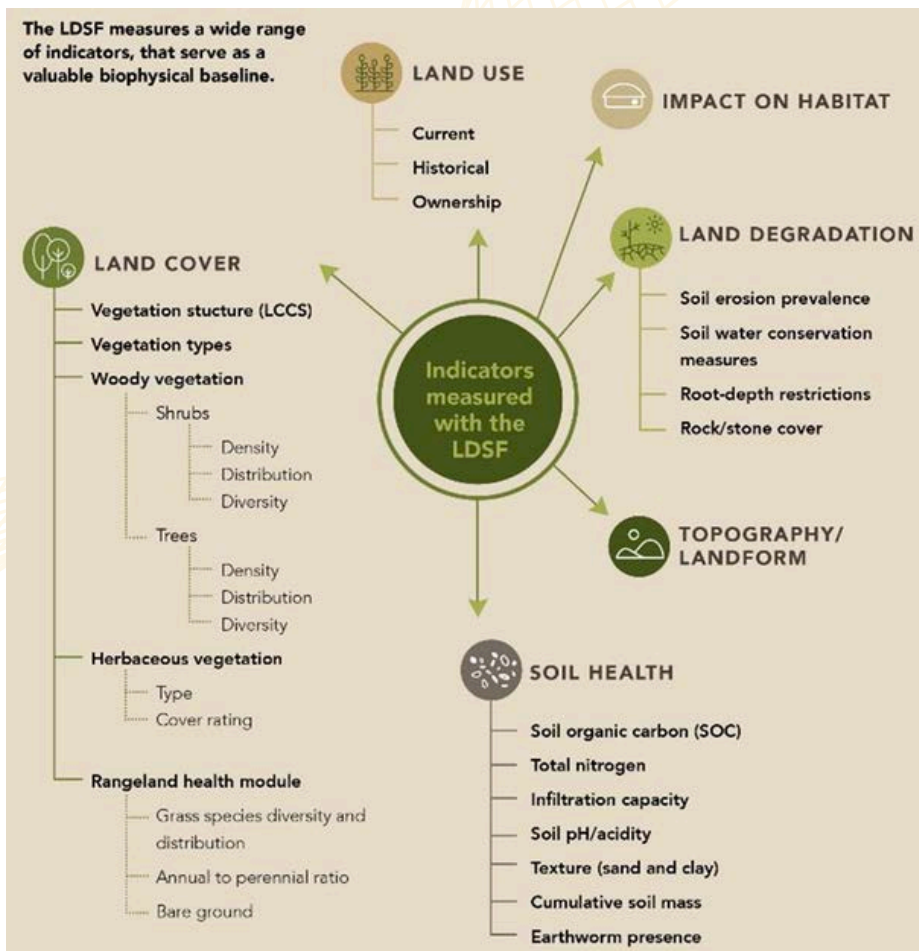 The LDSF measures a wide range
of indicators, that serve as a
valuable biophysical baseline.
LAND USE
Current
Historical
Ownership
IMPACT ON HABITAT
LAND DEGRADATION
Soil erosion prevalence
Soil water conservation
measures
Root-depth restrictions
Rock/stone cover
LAND COVER
Vegetation stucture (LCCS)
Vegetation types
Woody vegetation
Shrubs
Density
Distribution
Diversity
Trees
Density
Distribution
Diversity
Herbaceous vegetation
Type
Cover rating
Rangeland health module
Grass species diversity and
distribution
Annual to perennial ratio
Bare ground
Indicators
measured
with the
LDSF
TOPOGRAPHY/
LANDFORM
SOIL HEALTH
Soil organic carbon (SOC)
Total nitrogen
Infiltration capacity
Soil pH/acidity
Texture (sand and clay)
Cumulative soil mass
Earthworm presence